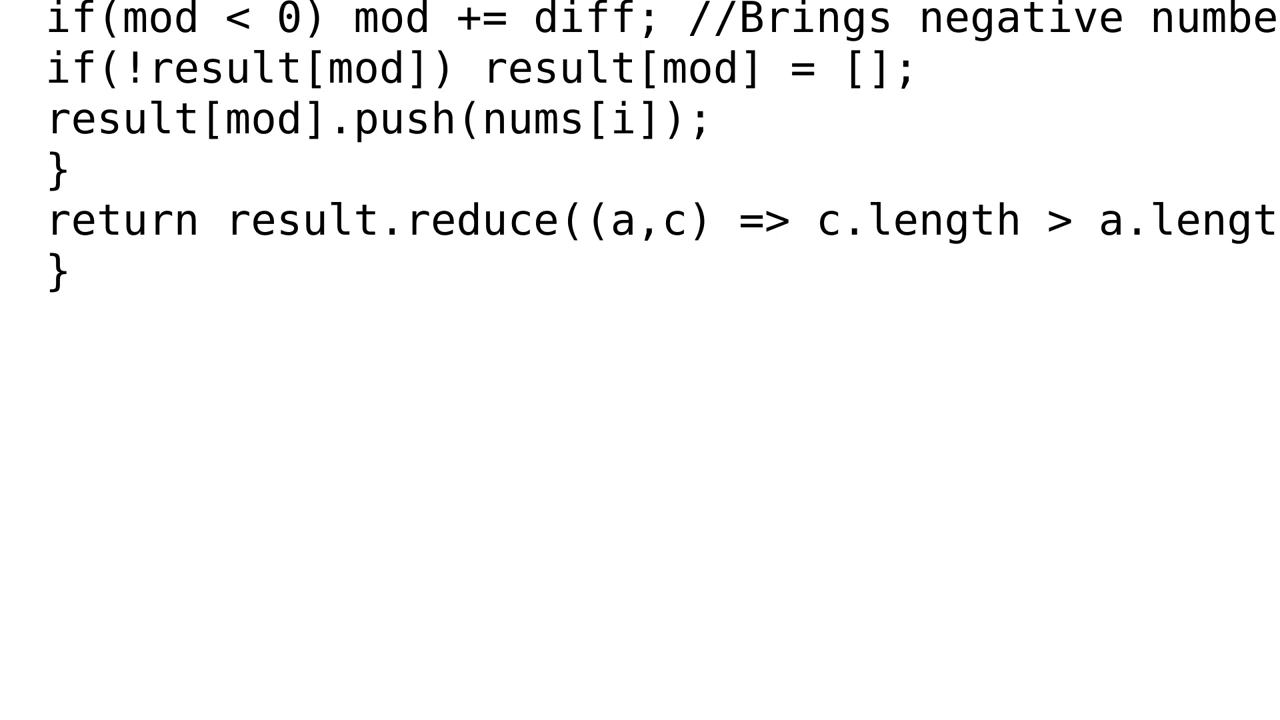 if(mod < 0) mod += diff; //Brings negative numbe
if(!result[mod]) result[mod] = [];
result[mod].push(nums[i]);
}
return result.reduce((a,c) => c.length > a.lengt
}